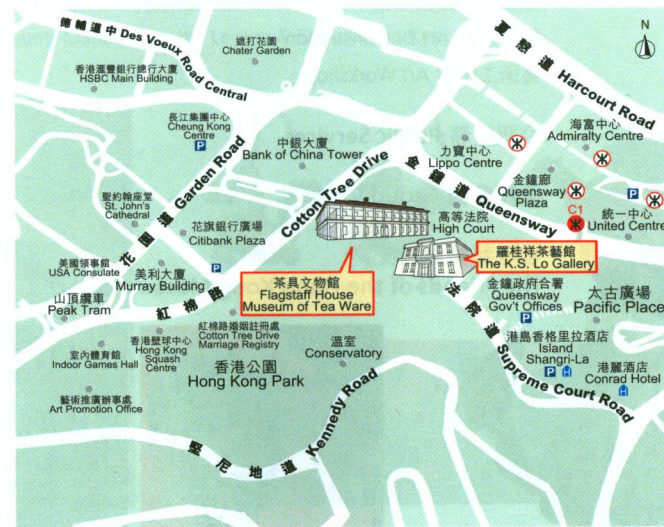 德輔道中 Des Voeux Road Central
遮打花園
Chater Garden
夏慤道 Harcourt Road
N
香港滙豐銀行總行大廈
HSBC Main Building
長江集團中心
Cheung Kong
Centre
P
中銀大廈
Bank of China Tower
力寶中心
Lippo Centre
海富中心
Admiralty Centre
花園道 Garden Road
Cotton Tree Drive
紅棉路
金鐘道 Queensway
金鐘廊
Queensway
Plaza
C1
P
統一中心
United Centre
聖約翰座堂
St. John's
Cathedral
花旗銀行廣場
Citibank Plaza
高等法院
High Court
羅桂祥茶藝館
The K.S. Lo Gallery
美國領事館
USA Consulate
美利大廈
Murray Building
P
茶具文物館
Flagstaff House
Museum of Tea Ware
山頂纜車
Peak Tram
金鐘政府合署
Queensway
Gov't Offices
P
太古廣場
Pacific Place
法院道 Supreme Court Road
室內體育館
Indoor Games Hall
香港壁球中心
Hong Kong
Squash
Centre
紅棉路婚姻註冊處
Cotton Tree Drive
Marriage Registry
溫室
Conservatory
香港公園
Hong Kong Park
港島香格里拉酒店
Island
Shangri-La
P H
港麗酒店
Conrad Hotel
H
藝術推廣辦事處
Art Promotion Office
堅尼地道 Kennedy Road